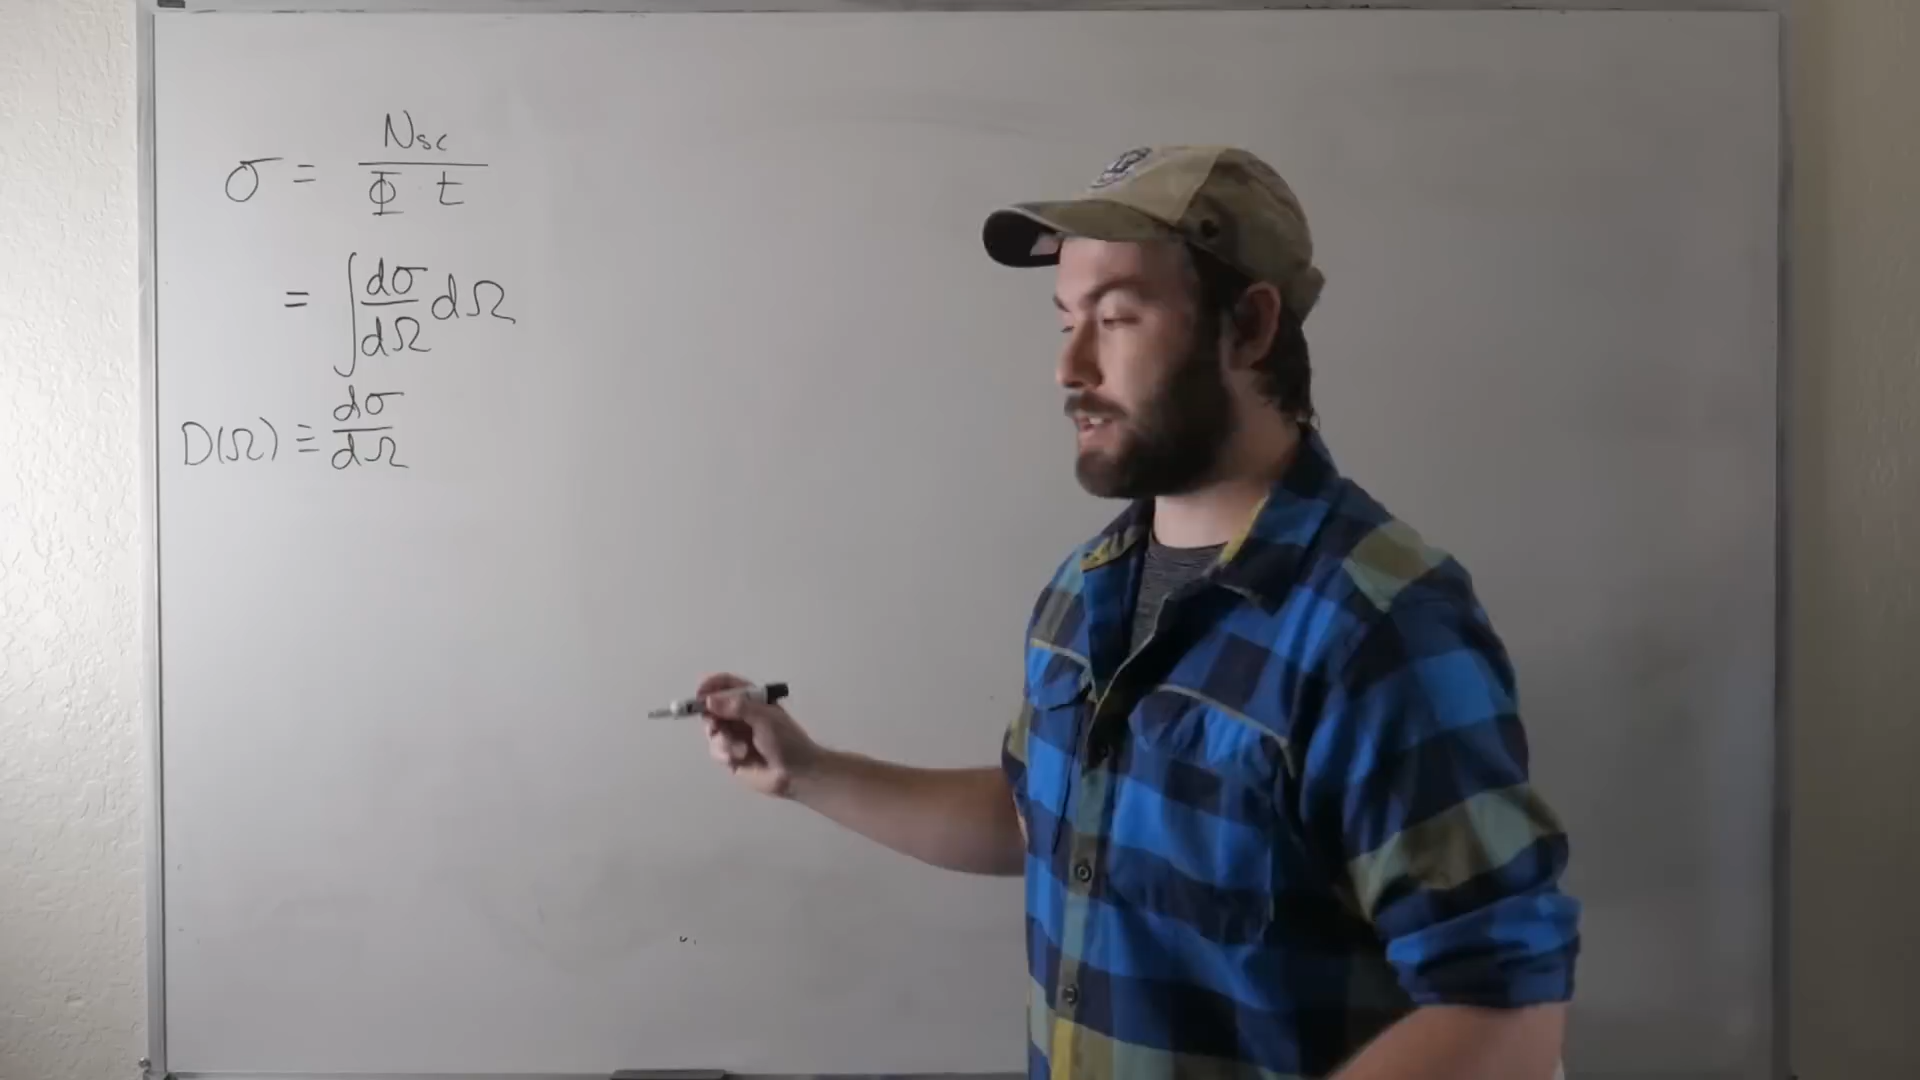 σ = Nsc / Φ t
= ∫ dσ/dΩ dΩ
D(Ω) ≡ dσ/dΩ